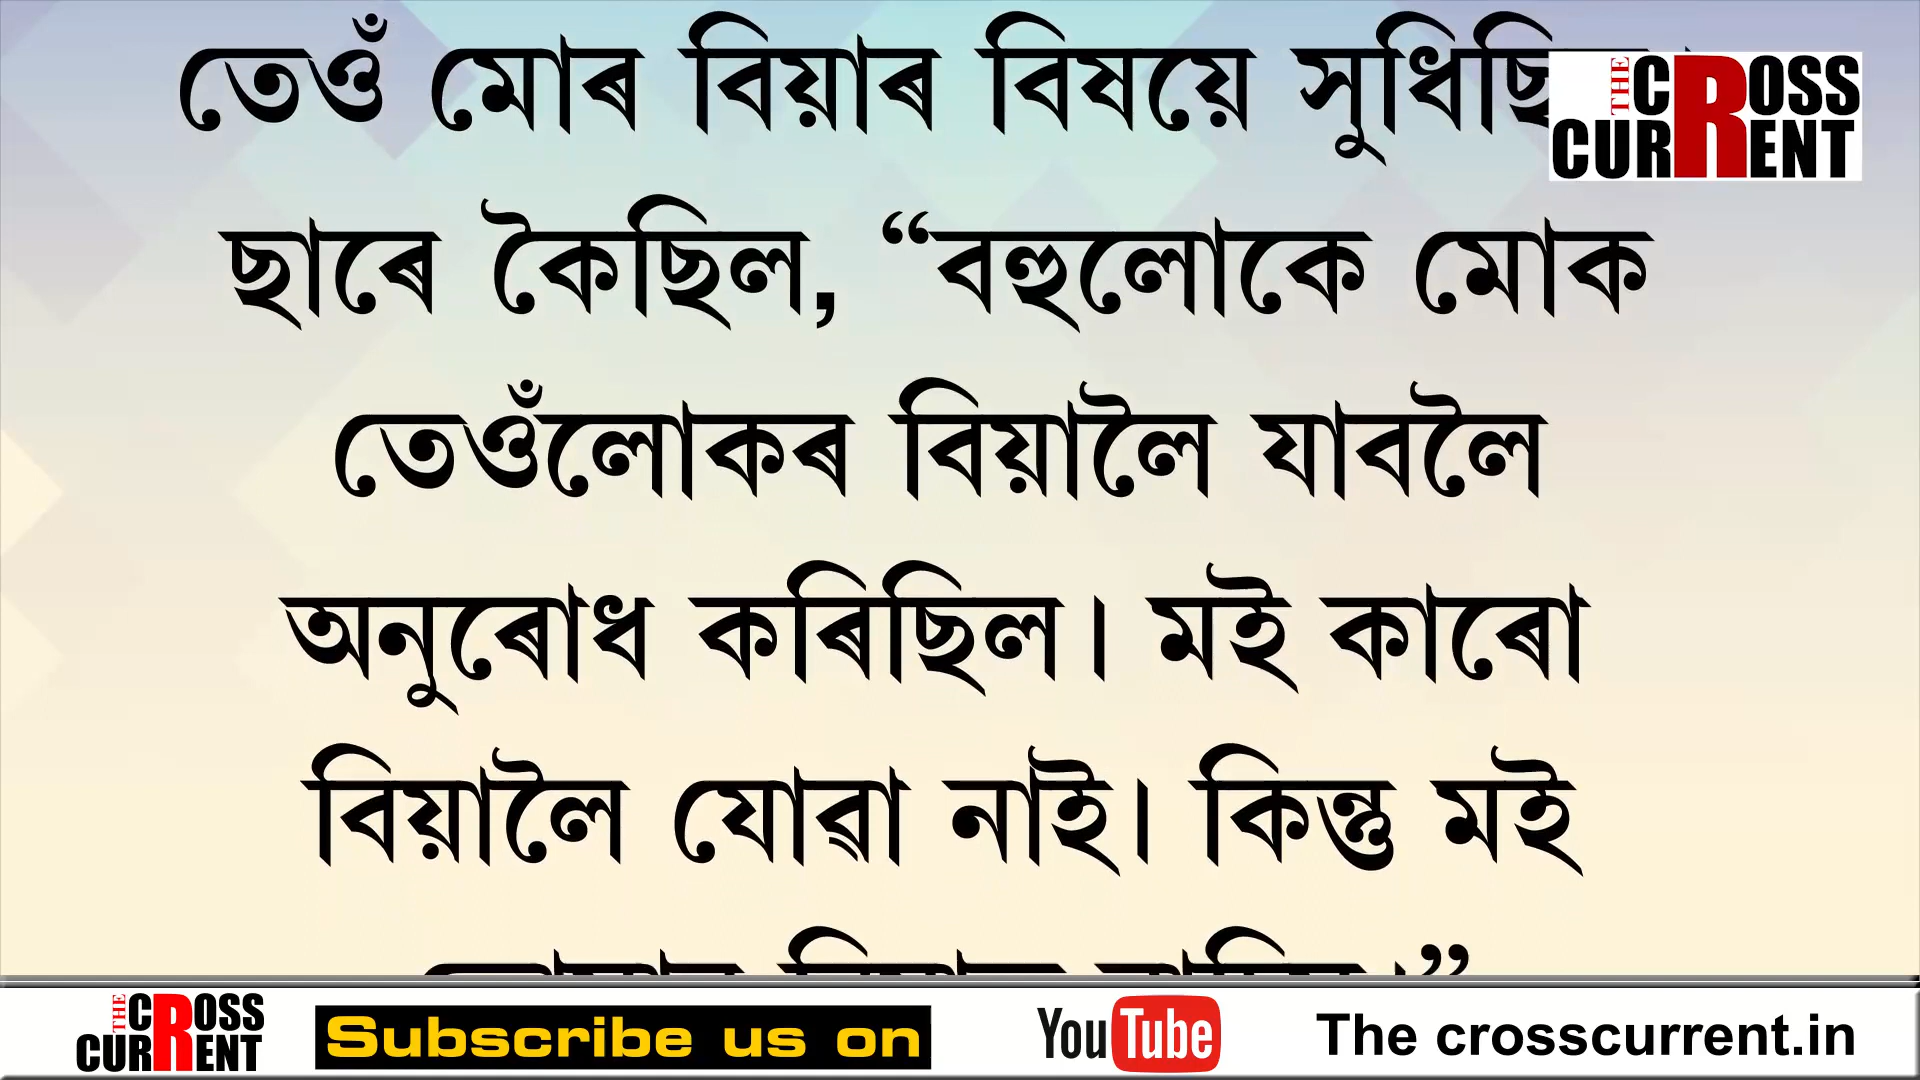 তেওঁ মোৰ বিয়াৰ বিষয়ে
THE CROSS CURRENT
ছাৰে কৈছিল, “বহুলোকে মোক
তেওঁলোকৰ বিয়ালৈ যাবলৈ
অনুৰোধ কৰিছিল। মই কাৰো
বিয়ালৈ যোৱা নাই। কিন্তু মই
THE CROSS CURRENT
Subscribe us on
YouTube
The crosscurrent.in